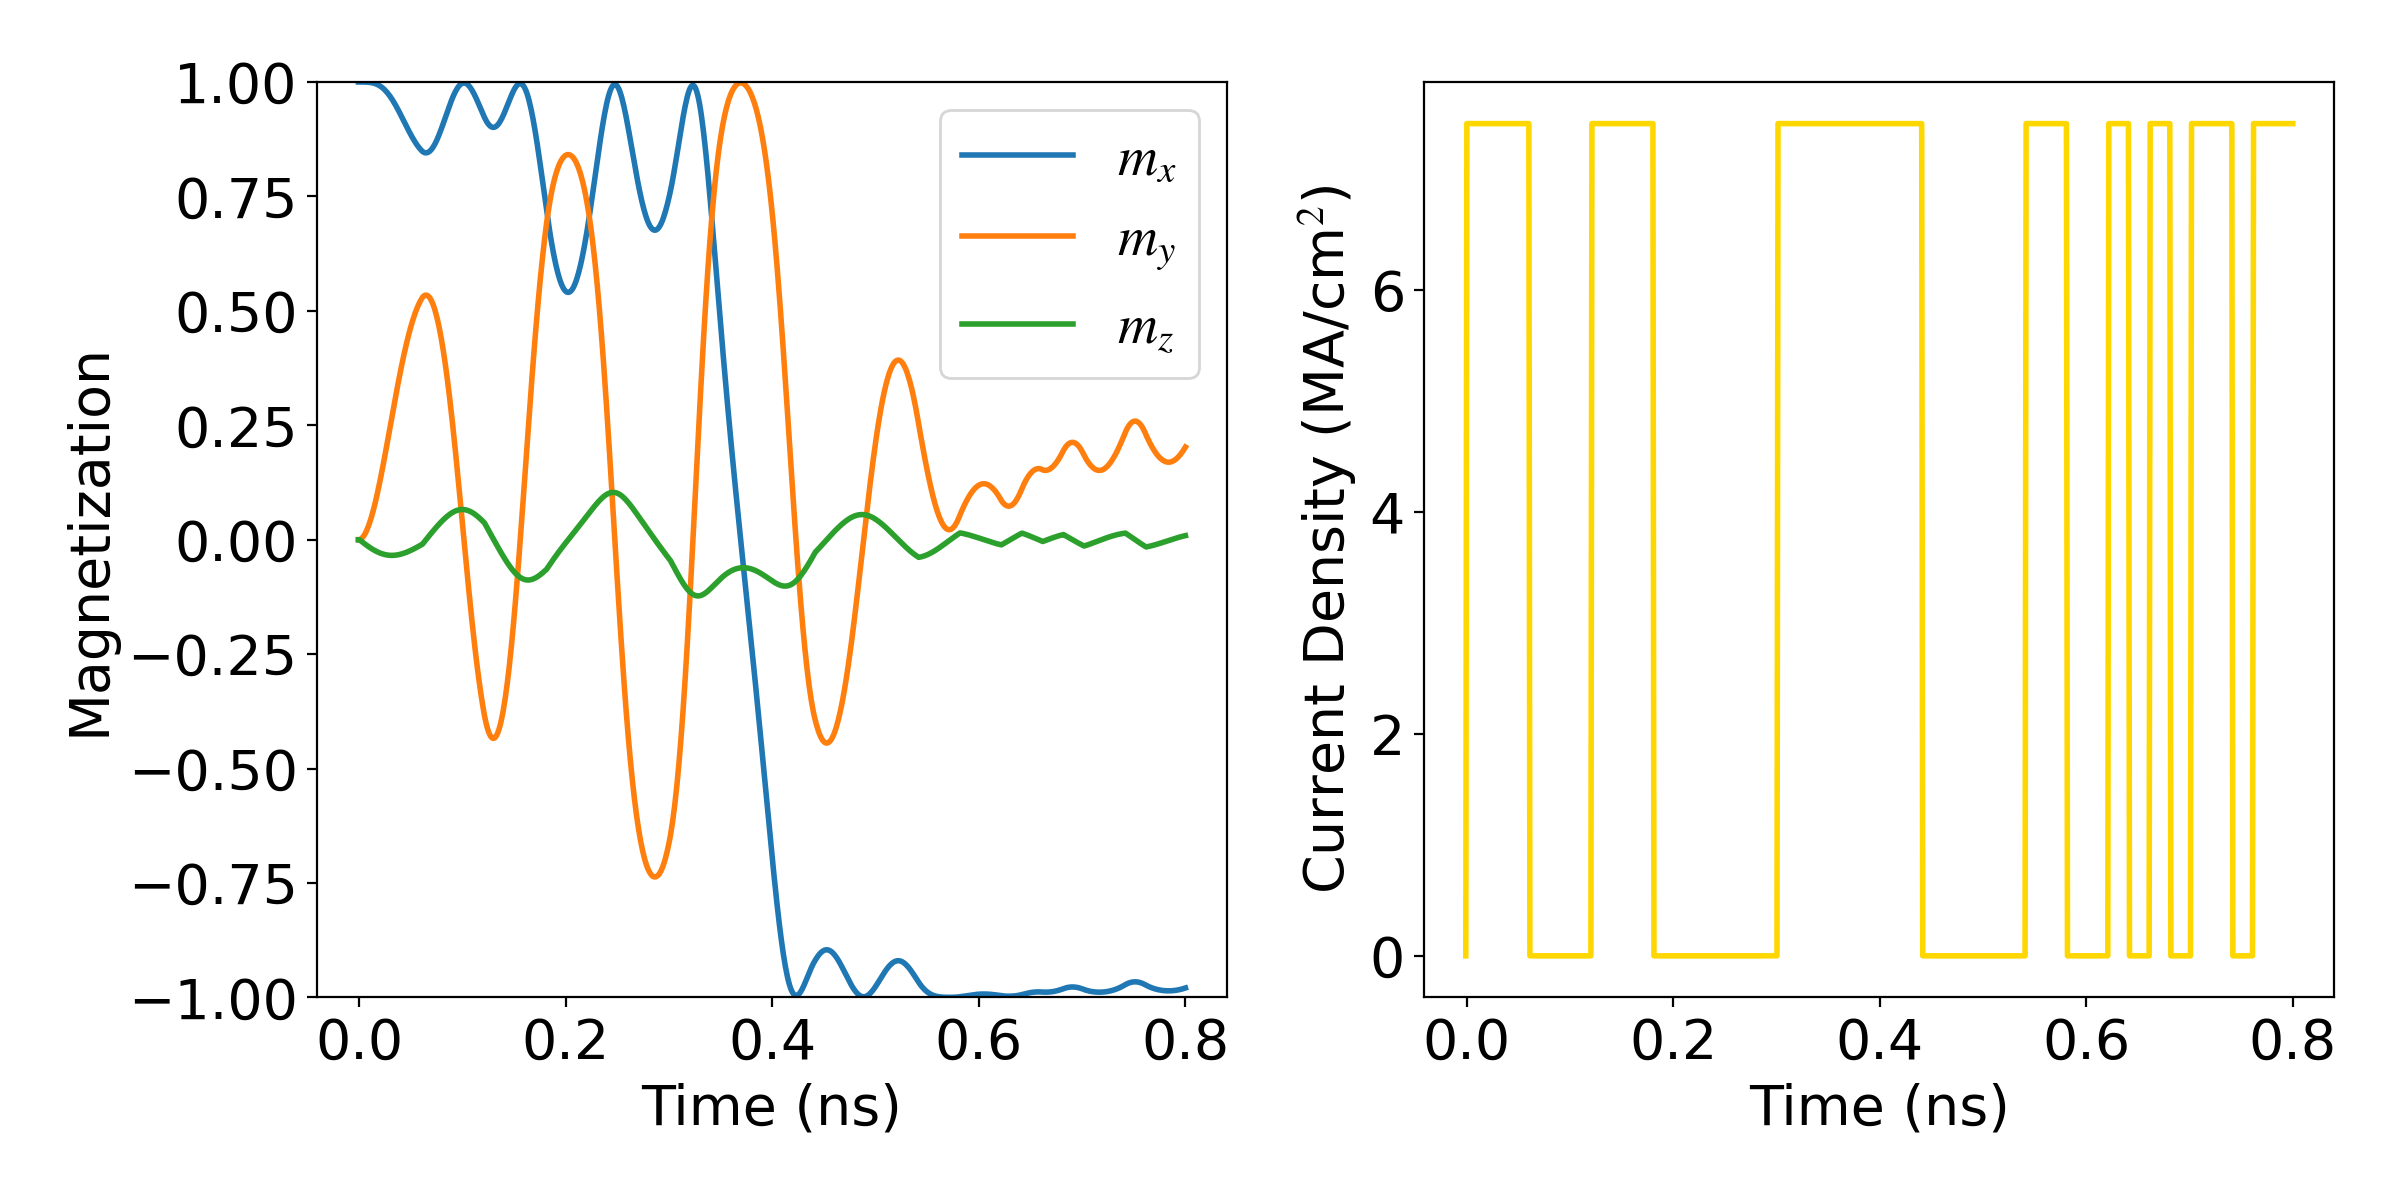 1.00
0.75
0.50
0.25
0.00
−0.25
−0.50
−0.75
−1.00
Magnetization
0.0 0.2 0.4 0.6 0.8
Time (ns)
m_x
m_y
m_z
6
4
2
0
Current Density (MA/cm²)
0.0 0.2 0.4 0.6 0.8
Time (ns)